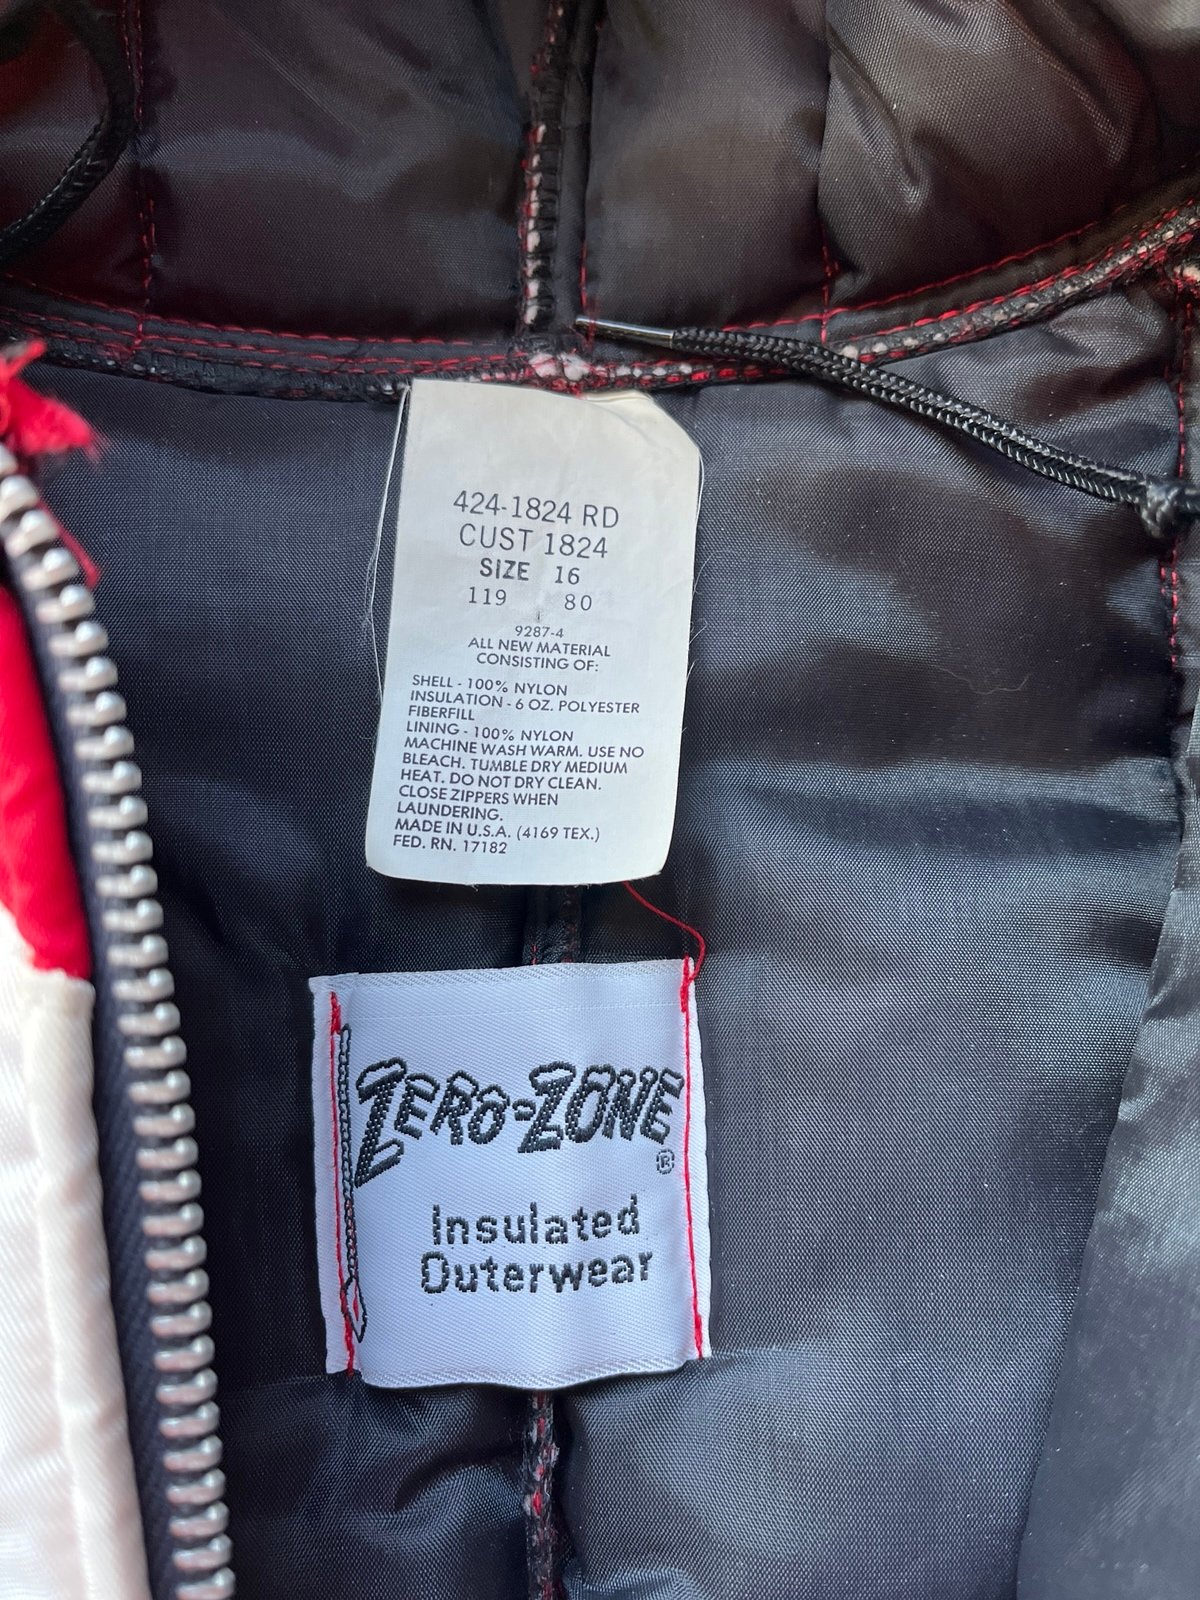 424-1824 RD
CUST 1824
SIZE 16
119 80
9287-4
ALL NEW MATERIAL
CONSISTING OF:
SHELL - 100% NYLON
INSULATION - 6 OZ. POLYESTER
FIBERFILL
LINING - 100% NYLON
MACHINE WASH WARM. USE NO
BLEACH. TUMBLE DRY MEDIUM
HEAT. DO NOT DRY CLEAN.
CLOSE ZIPPERS WHEN
LAUNDERING.
MADE IN U.S.A. (4169 TEX.)
FED. RN. 17182
ZERO-ZONE
®
Insulated
Outerwear